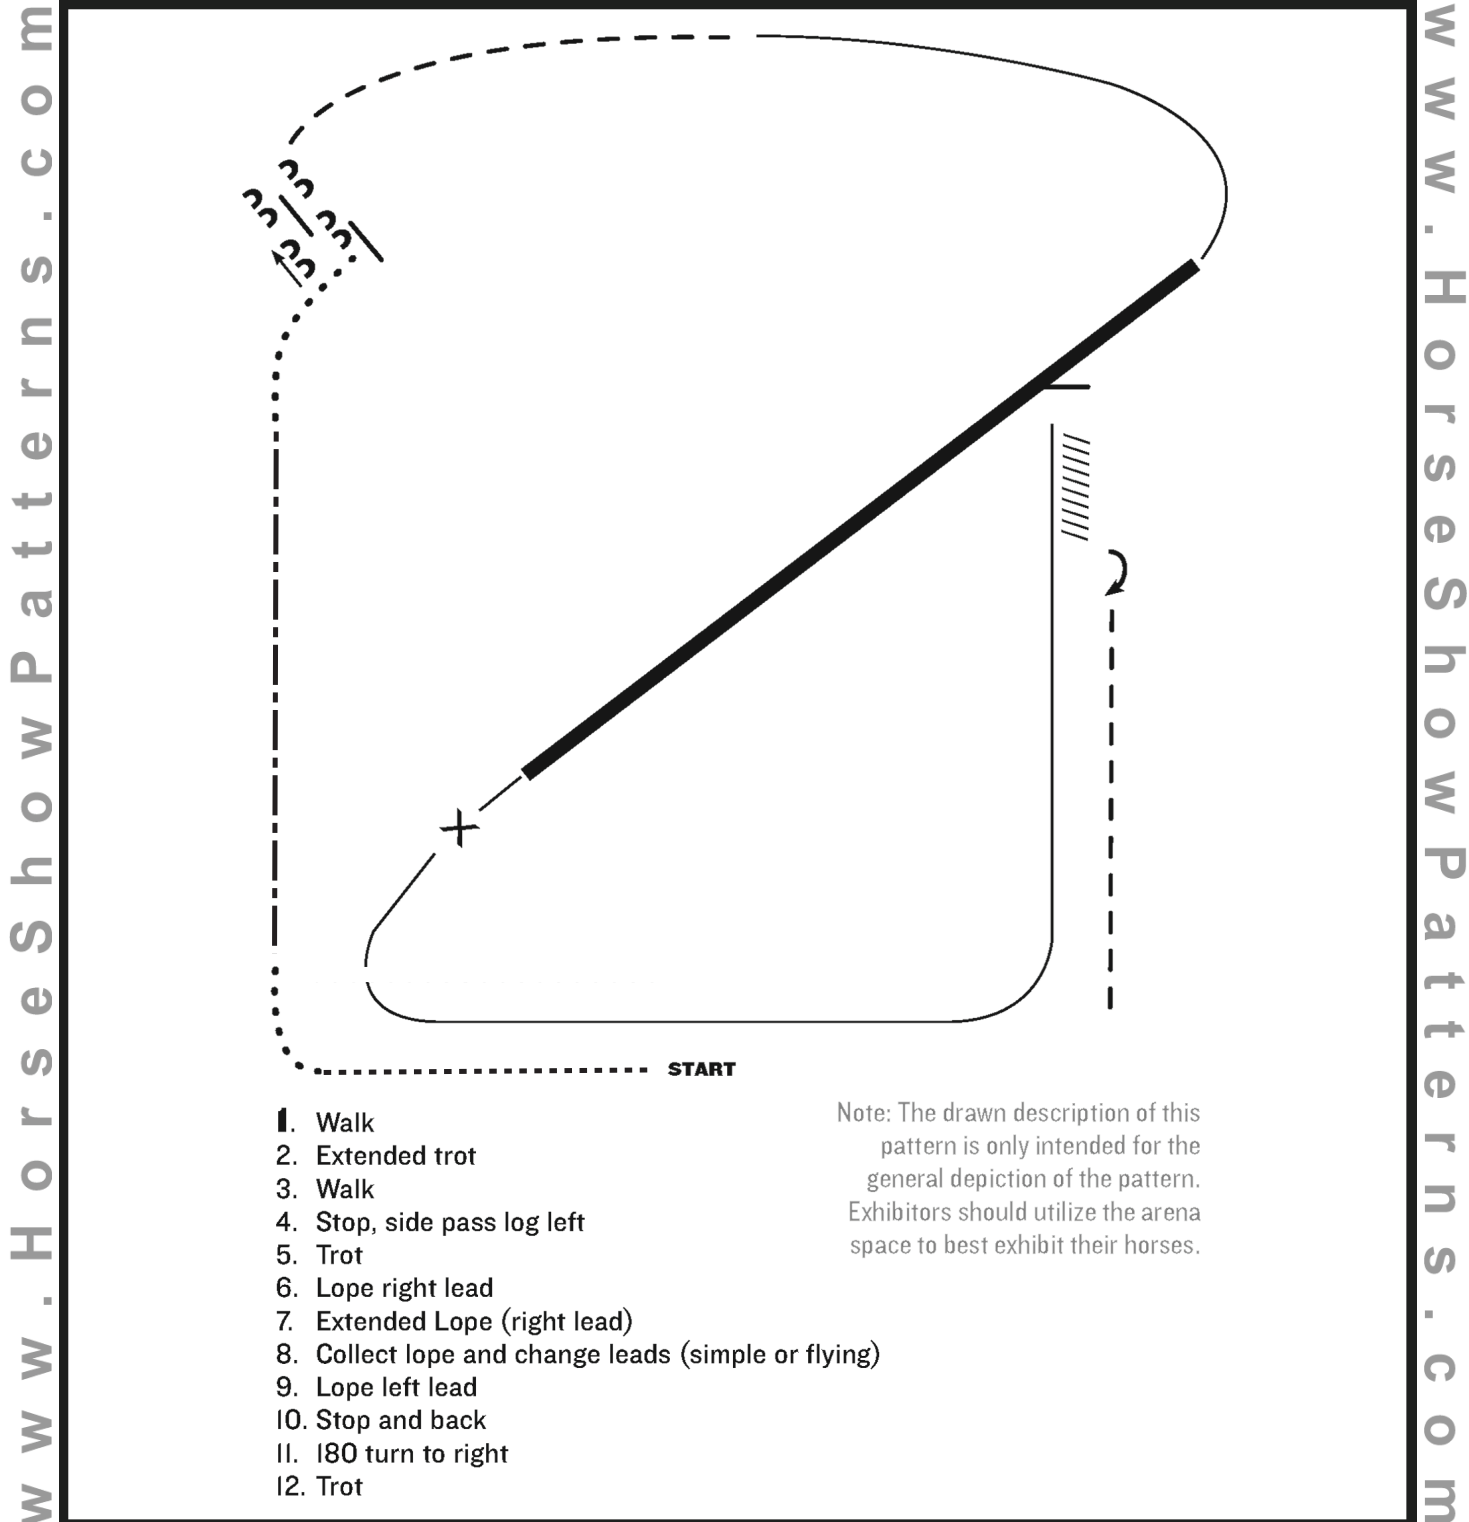 www.HorseShowPatterns.com
www.HorseShowPatterns.com
START
1. Walk
2. Extended trot
3. Walk
4. Stop, side pass log left
5. Trot
6. Lope right lead
7. Extended Lope (right lead)
8. Collect lope and change leads (simple or flying)
9. Lope left lead
10. Stop and back
11. 180 turn to right
12. Trot
Note: The drawn description of this
pattern is only intended for the
general depiction of the pattern.
Exhibitors should utilize the arena
space to best exhibit their horses.